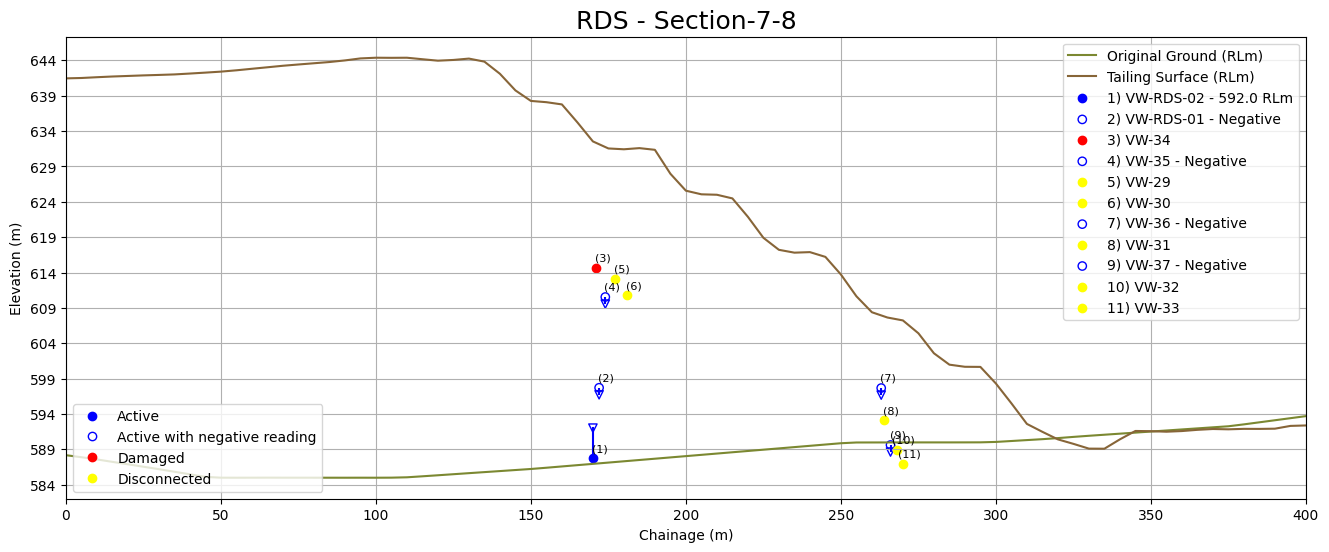 RDS - Section-7-8
Elevation (m)
644
639
634
629
624
619
614
609
604
599
594
589
584
Original Ground (RLm)
Tailing Surface (RLm)
1) VW-RDS-02 - 592.0 RLm
2) VW-RDS-01 - Negative
3) VW-34
4) VW-35 - Negative
5) VW-29
6) VW-30
7) VW-36 - Negative
8) VW-31
9) VW-37 - Negative
10) VW-32
11) VW-33
(3)
(5)
(4)
(6)
(2)
(7)
(8)
(9)
(10)
(1)
(11)
Active
Active with negative reading
Damaged
Disconnected
0
50
100
150
200
250
300
350
400
Chainage (m)